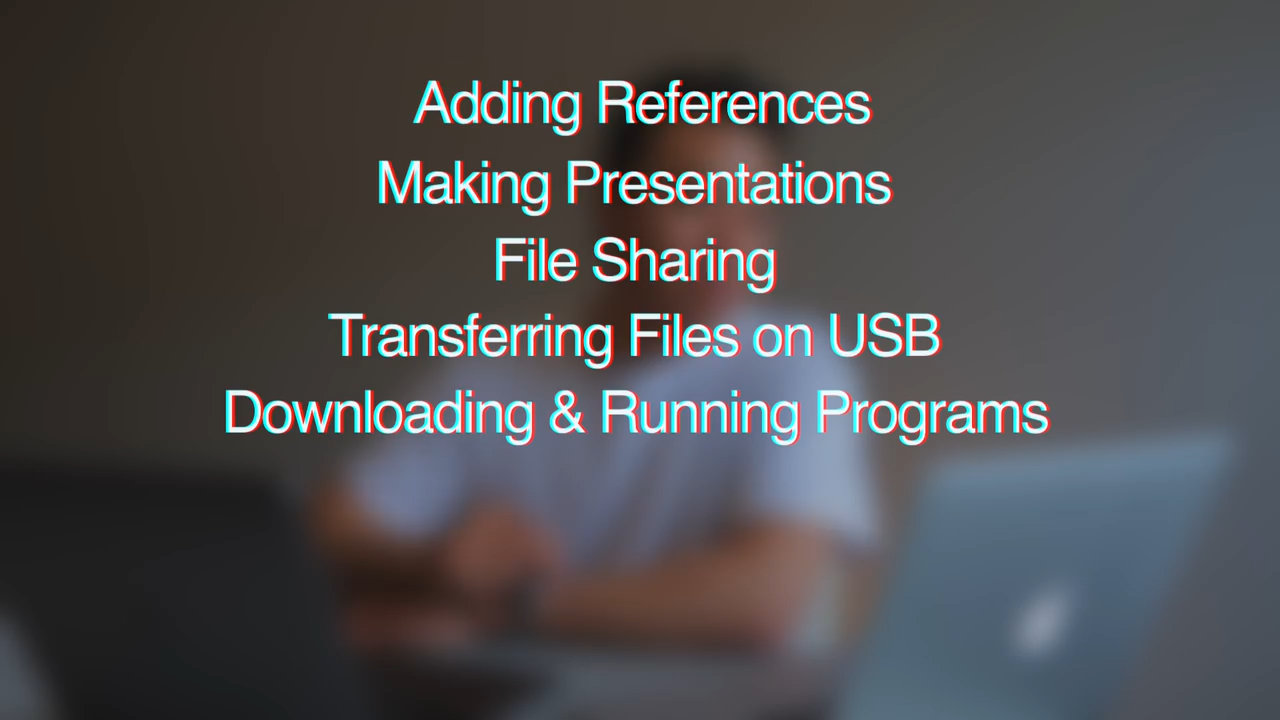 Adding References
Making Presentations
File Sharing
Transferring Files on USB
Downloading & Running Programs